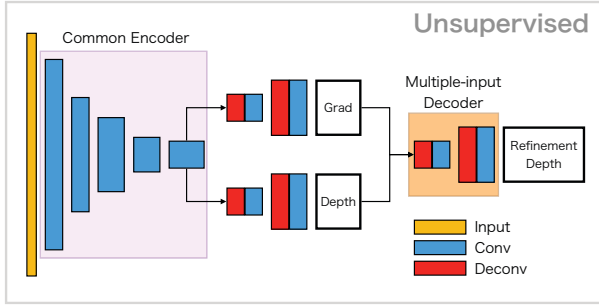 Unsupervised
Common Encoder
Multiple-input
Decoder
Grad
Depth
Refinement
Depth
Input
Conv
Deconv